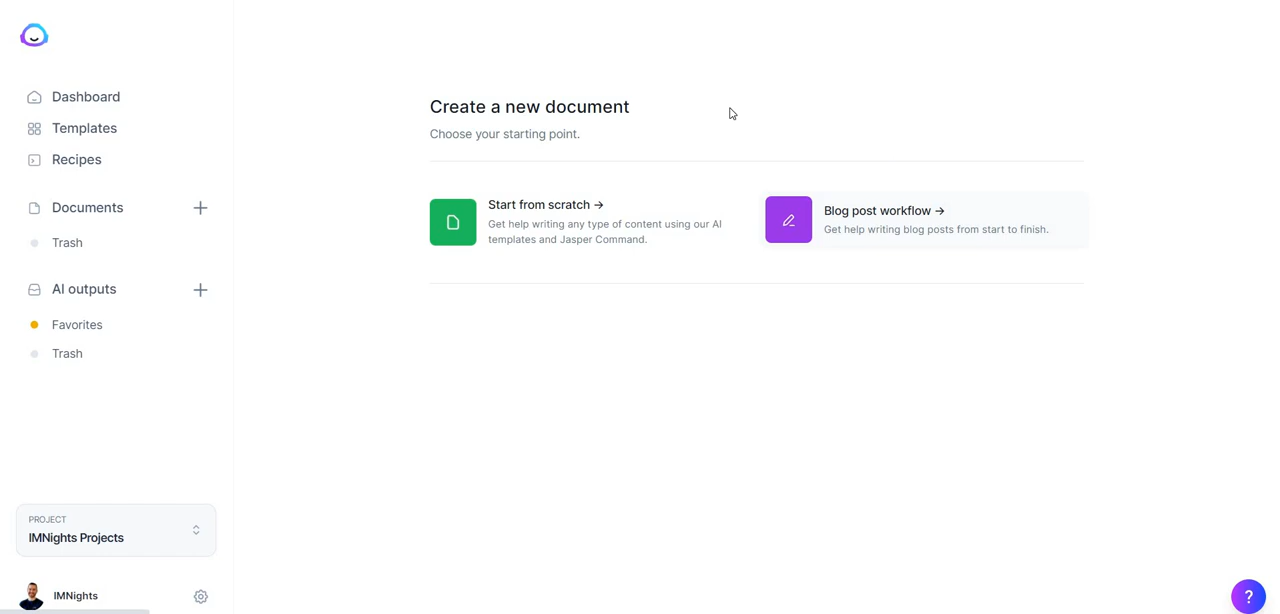 Dashboard
Templates
Recipes
Documents
Trash
AI outputs
Favorites
Trash
PROJECT
IMNights Projects
IMNights
Create a new document
Choose your starting point.
Start from scratch →
Get help writing any type of content using our AI
templates and Jasper Command.
Blog post workflow →
Get help writing blog posts from start to finish.
?